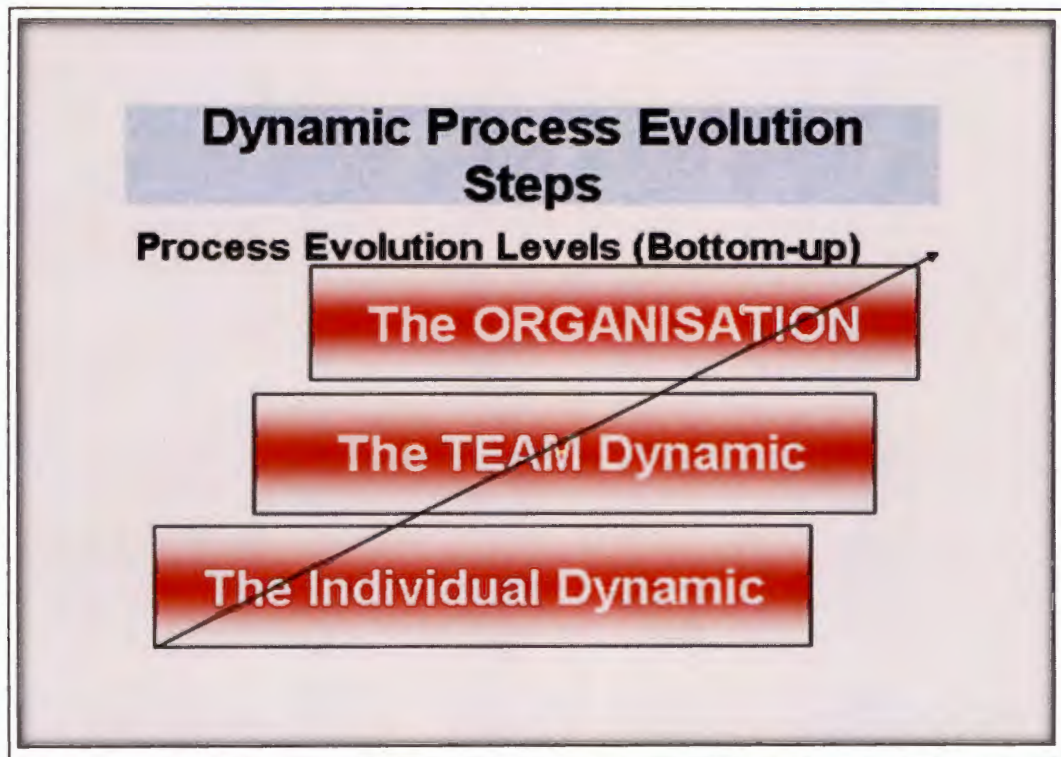 Dynamic Process Evolution
Steps
Process Evolution Levels (Bottom-up)
The ORGANISATION
The TEAM Dynamic
The Individual Dynamic